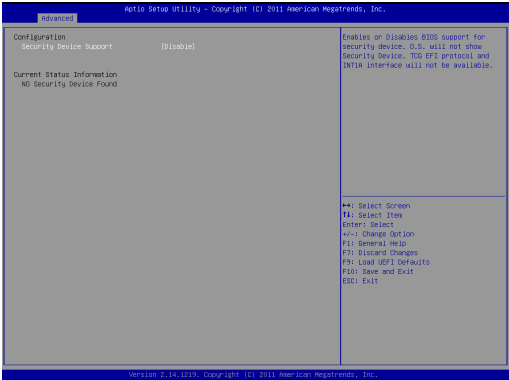 Aptio Setup Utility – Copyright (C) 2011 American Megatrends, Inc.
Advanced
Configuration
Security Device Support [Disable]
Current Status Information
NO Security Device Found
Enables or Disables BIOS support for
security device. O.S. will not show
Security Device. TCG EFI protocol and
INT1A interface will not be available.
↔: Select Screen
↑↓: Select Item
Enter: Select
+/-: Change Option
F1: General Help
F7: Discard Changes
F9: Load UEFI Defaults
F10: Save and Exit
ESC: Exit
Version 2.14.1219. Copyright (C) 2011 American Megatrends, Inc.